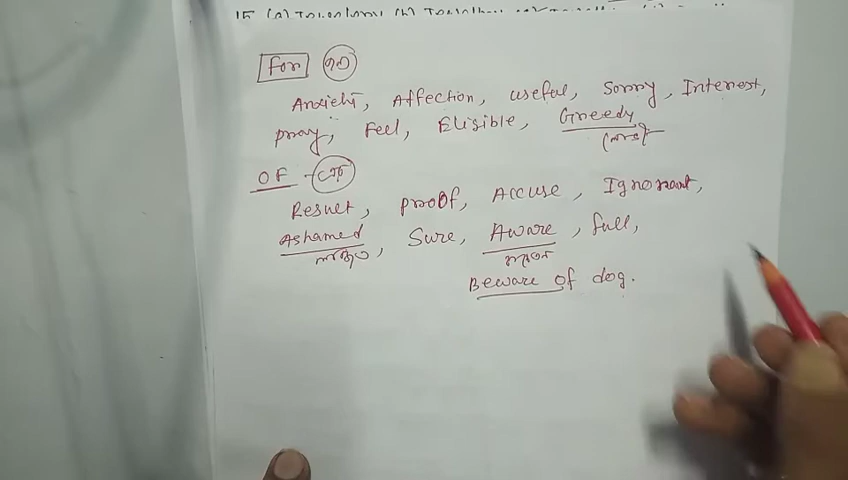 For
Anxieti, Affection, useful, Sorry, Interest,
pray, Feel, Eligible, Greedy
OF -
Result, proof, Accuse, Ignorant,
Ashamed, Sure, Aware, full,
Beware of dog.